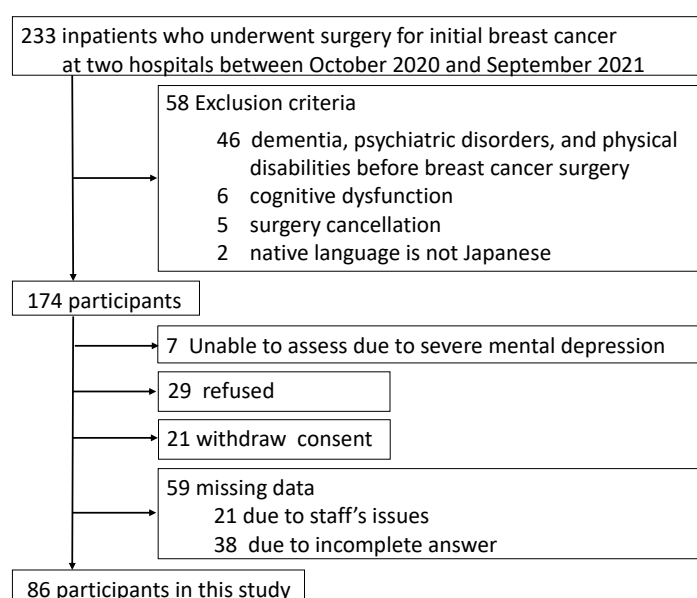 233 inpatients who underwent surgery for initial breast cancer
at two hospitals between October 2020 and September 2021
58 Exclusion criteria
46 dementia, psychiatric disorders, and physical
disabilities before breast cancer surgery
6 cognitive dysfunction
5 surgery cancellation
2 native language is not Japanese
174 participants
7 Unable to assess due to severe mental depression
29 refused
21 withdraw consent
59 missing data
21 due to staff’s issues
38 due to incomplete answer
86 participants in this study